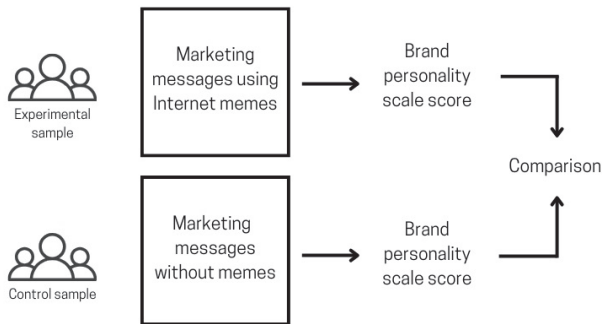 Experimental
sample
Marketing
messages using
Internet memes
Brand
personality
scale score
Comparison
Control sample
Marketing
messages
without memes
Brand
personality
scale score